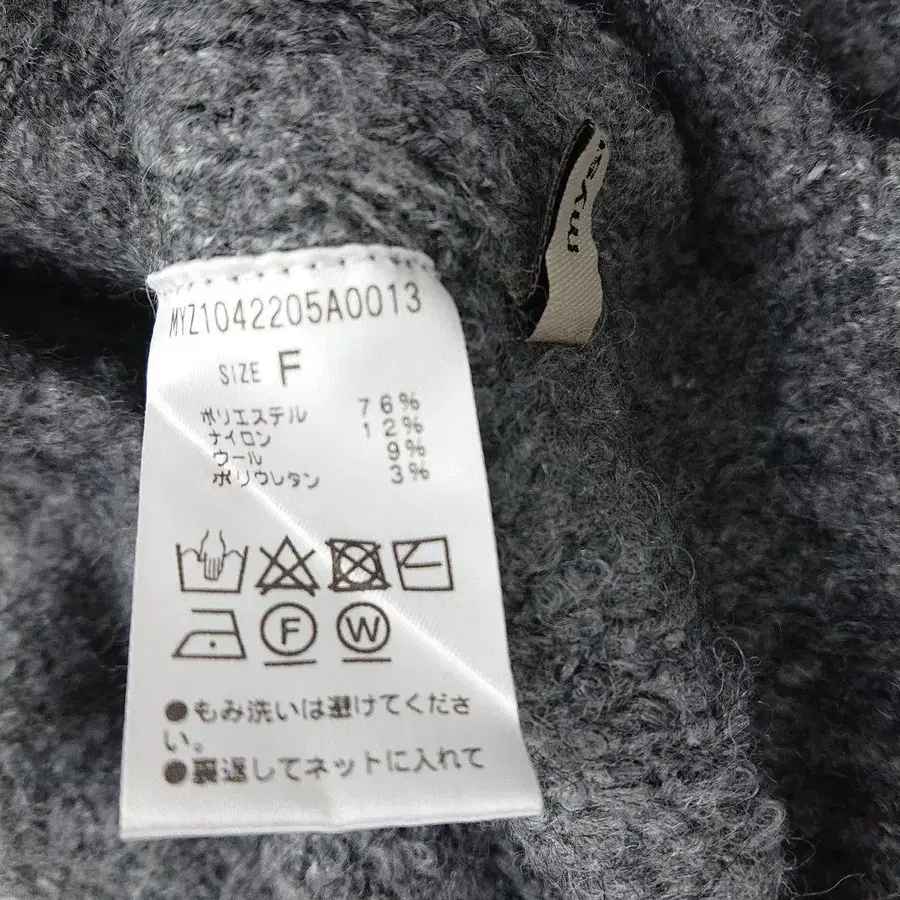 MYZ1042205A0013
SIZE F
ポリエステル 76%
ナイロン 12%
ウール 9%
ポリウレタン 3%
F W
●もみ洗いは避けてくださ
い。
●裏返してネットに入れて